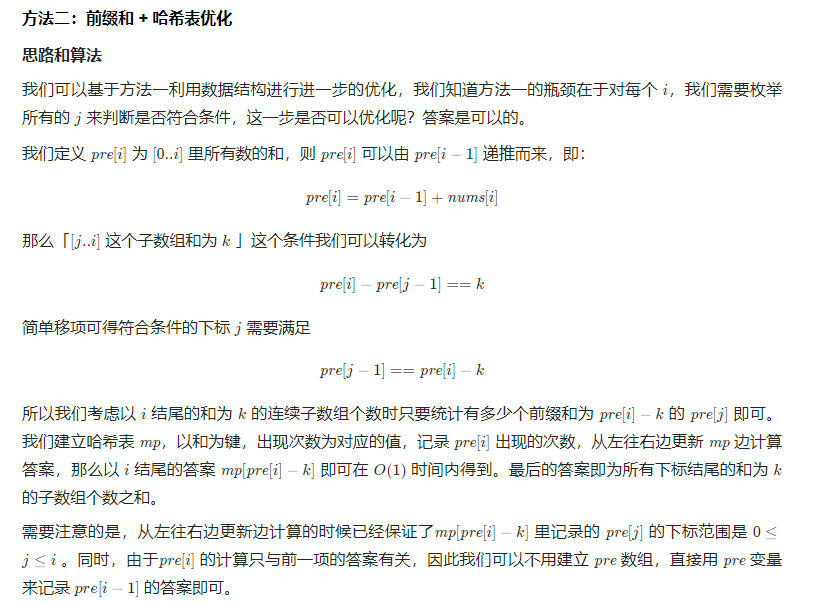 方法二：前缀和 + 哈希表优化
思路和算法
我们可以基于方法一利用数据结构进行进一步的优化，我们知道方法一的瓶颈在于对每个 i，我们需要枚举
所有的 j 来判断是否符合条件，这一步是否可以优化呢？答案是可以的。
我们定义 pre[i] 为 [0..i] 里所有数的和，则 pre[i] 可以由 pre[i − 1] 递推而来，即：
pre[i] = pre[i − 1] + nums[i]
那么「[j..i] 这个子数组和为 k 」这个条件我们可以转化为
pre[i] − pre[j − 1] == k
简单移项可得符合条件的下标 j 需要满足
pre[j − 1] == pre[i] − k
所以我们考虑以 i 结尾的和为 k 的连续子数组个数时只要统计有多少个前缀和为 pre[i] − k 的 pre[j] 即可。
我们建立哈希表 mp，以和为键，出现次数为对应的值，记录 pre[i] 出现的次数，从左往右边更新 mp 边计算
答案，那么以 i 结尾的答案 mp[pre[i] − k] 即可在 O(1) 时间内得到。最后的答案即为所有下标结尾的和为 k
的子数组个数之和。
需要注意的是，从左往右边更新边计算的时候已经保证了mp[pre[i] − k] 里记录的 pre[j] 的下标范围是 0 ≤
j ≤ i 。同时，由于pre[i] 的计算只与前一项的答案有关，因此我们可以不用建立 pre 数组，直接用 pre 变量
来记录 pre[i − 1] 的答案即可。